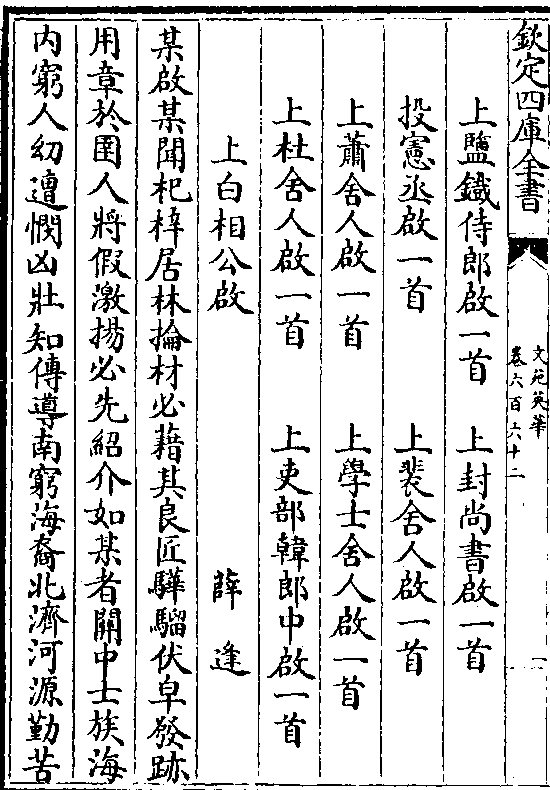 欽定四庫全書
文苑英華
卷六百六十二
一
上鹽鐵侍郎啟一首 上封尚書啟一首
投憲丞啟一首 上裴舍人啟一首
上蕭舍人啟一首 上學士舍人啟一首
上杜舍人啟一首 上吏部韓郎中啟一首
上白相公啟 薛逢
某啟某聞杞梓居林掄材必藉其良匠驊騮伏皁發跡
用章於圉人將假激揚必先紹介如某者關中士族海
内窮人幼遭憫凶壯知傳導南窮海裔北濟河源勤苦